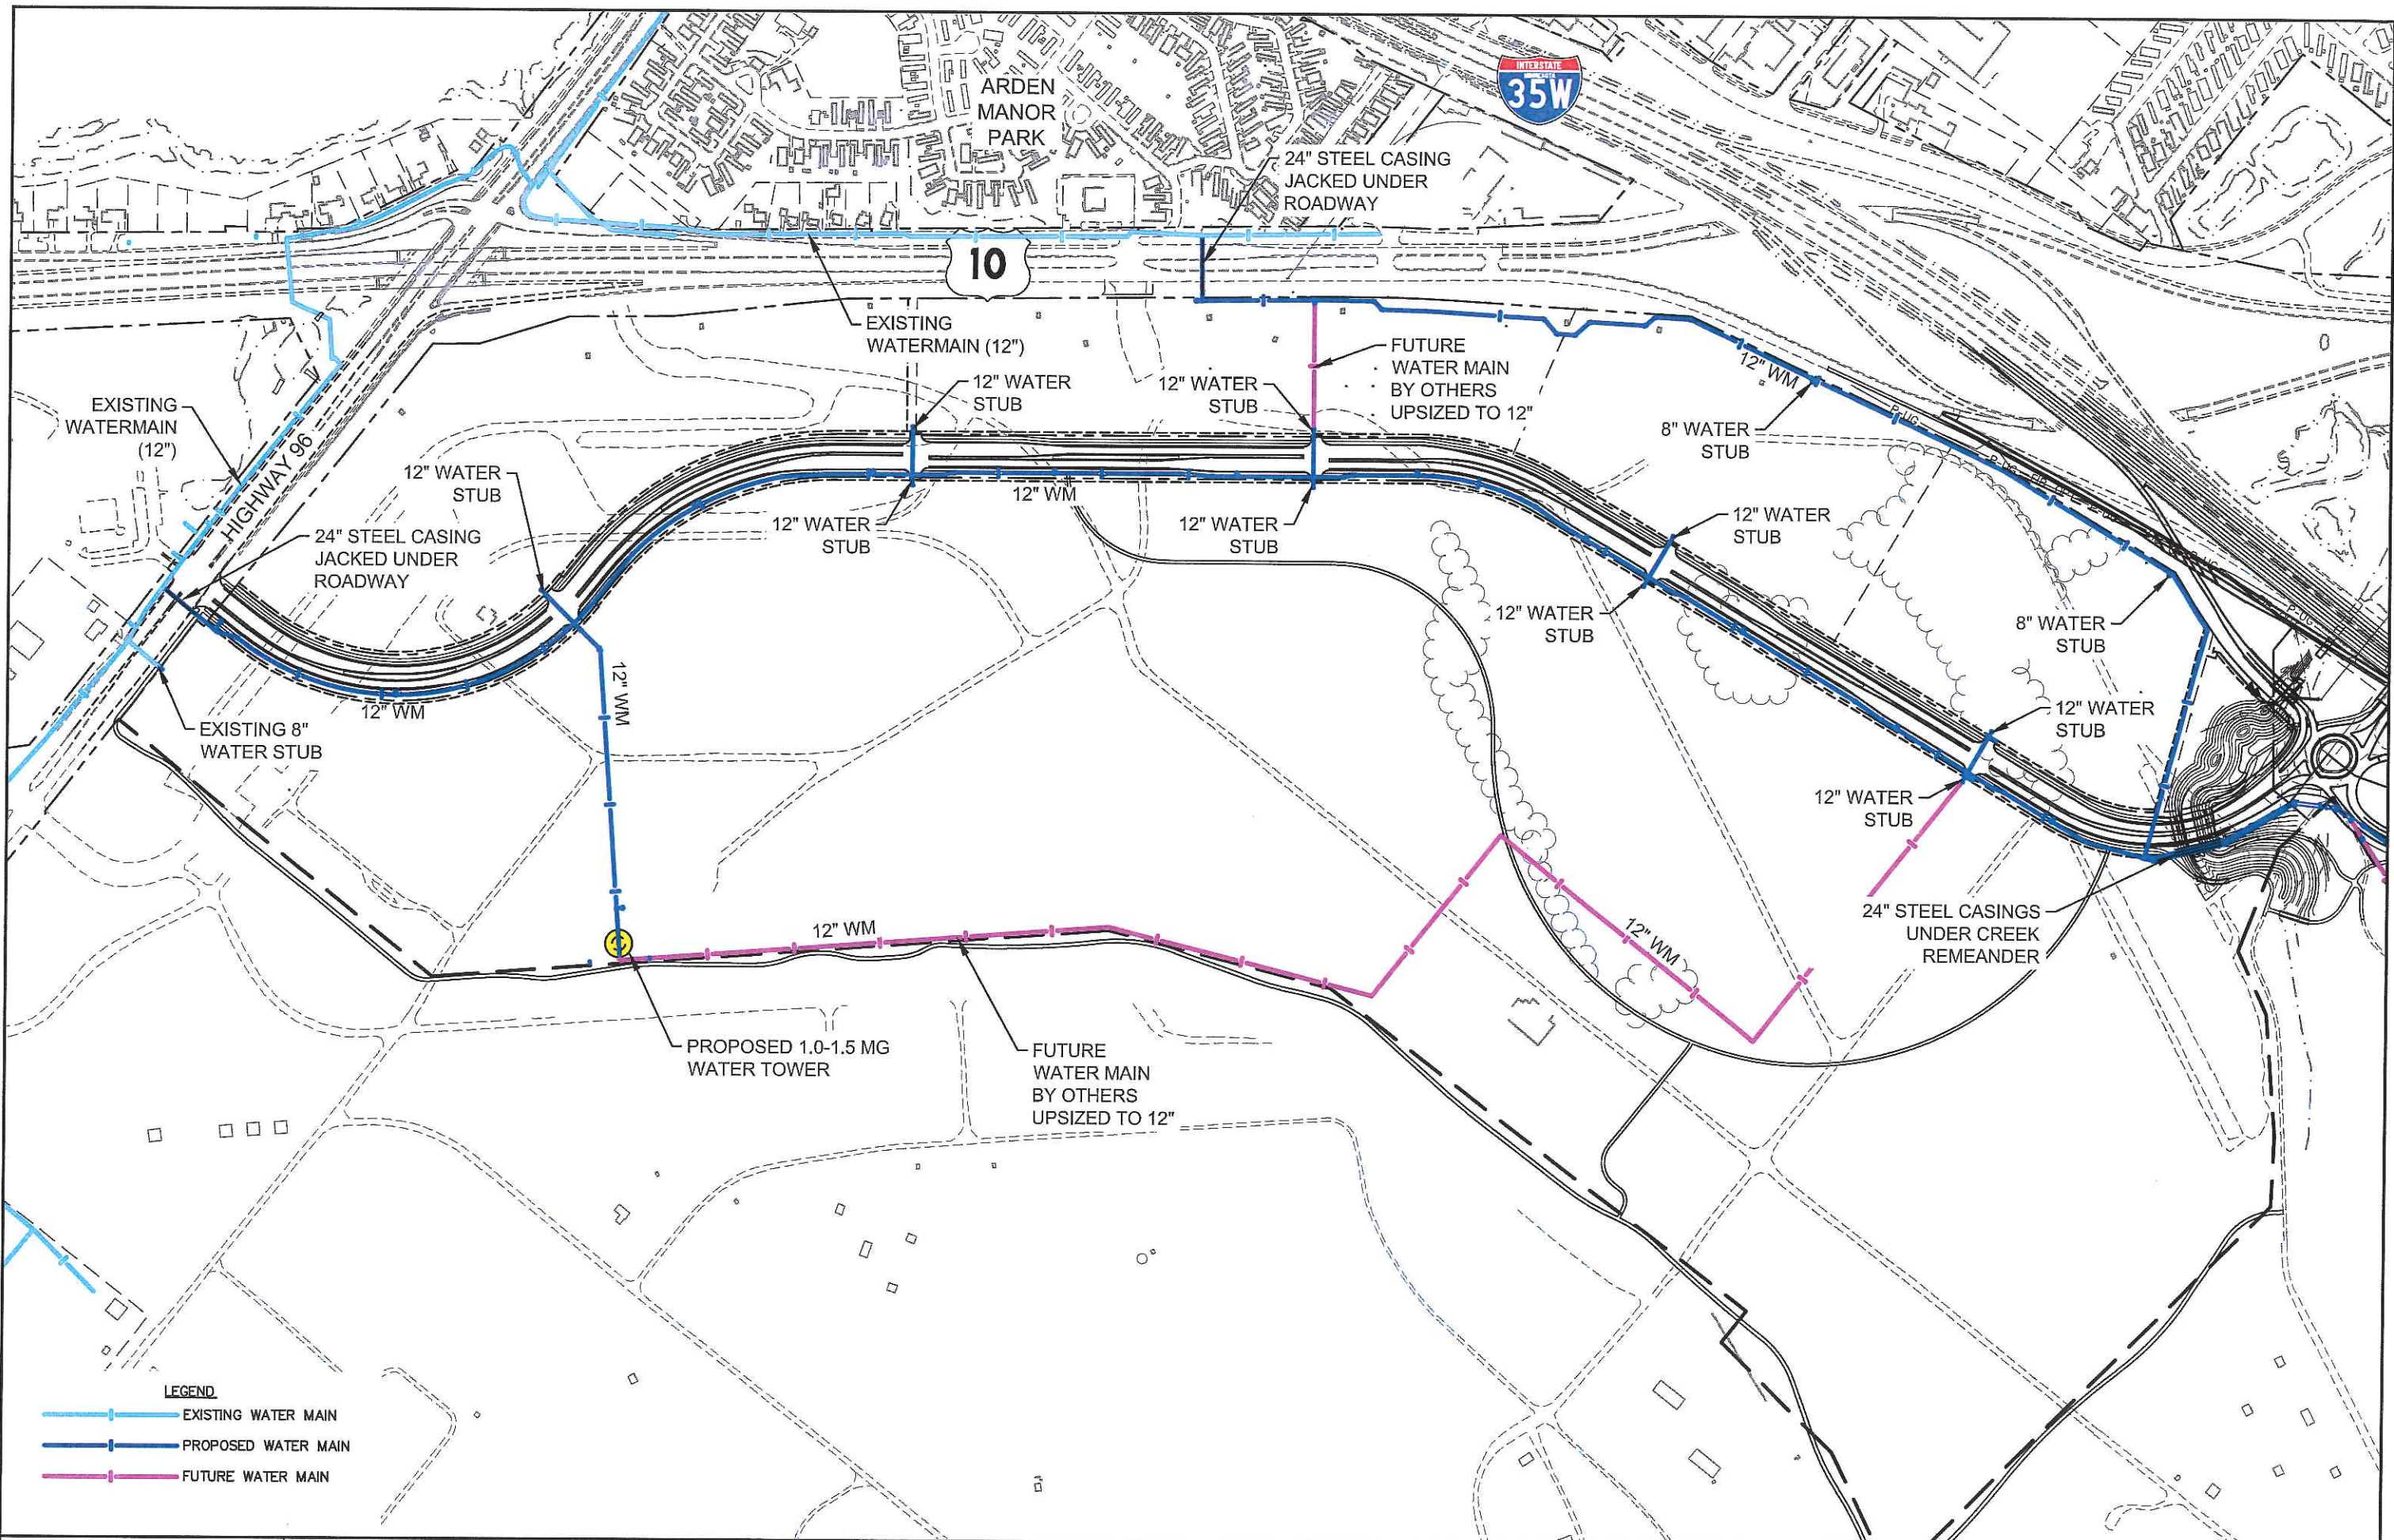 ARDEN
MANOR
PARK
INTERSTATE
MINNESOTA
35W
24" STEEL CASING
JACKED UNDER
ROADWAY
10
EXISTING
WATERMAIN (12")
FUTURE
WATER MAIN
BY OTHERS
UPSIZED TO 12"
12" WM
12" WATER
STUB
12" WATER
STUB
EXISTING
WATERMAIN
(12")
HIGHWAY 96
8" WATER
STUB
P-UG
P-UG
P-UG
12" WATER
STUB
12" WM
12" WATER
STUB
12" WATER
STUB
12" WATER
STUB
24" STEEL CASING
JACKED UNDER
ROADWAY
12" WATER
STUB
8" WATER
STUB
P-UG
12" WM
12" WM
EXISTING 8"
WATER STUB
12" WATER
STUB
12" WATER
STUB
24" STEEL CASINGS
UNDER CREEK
REMEANDER
12" WM
12" WM
PROPOSED 1.0-1.5 MG
WATER TOWER
FUTURE
WATER MAIN
BY OTHERS
UPSIZED TO 12"
LEGEND
EXISTING WATER MAIN
PROPOSED WATER MAIN
FUTURE WATER MAIN